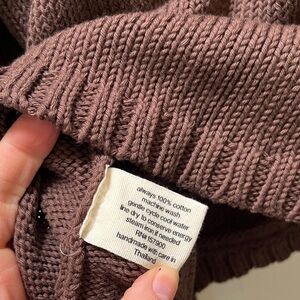 always 100% cotton
machine wash
gentle cycle cool water
line dry to conserve energy
steam iron if needed
RN# 157900
handmade with care in
Thailand